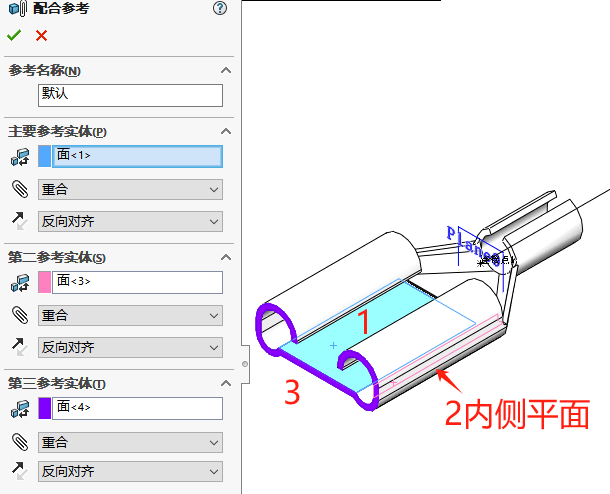 配合参考
参考名称(N)
默认
主要参考实体(P)
面<1>
重合
反向对齐
第二参考实体(S)
面<3>
重合
反向对齐
第三参考实体(T)
面<4>
重合
反向对齐
1
3
2内侧平面